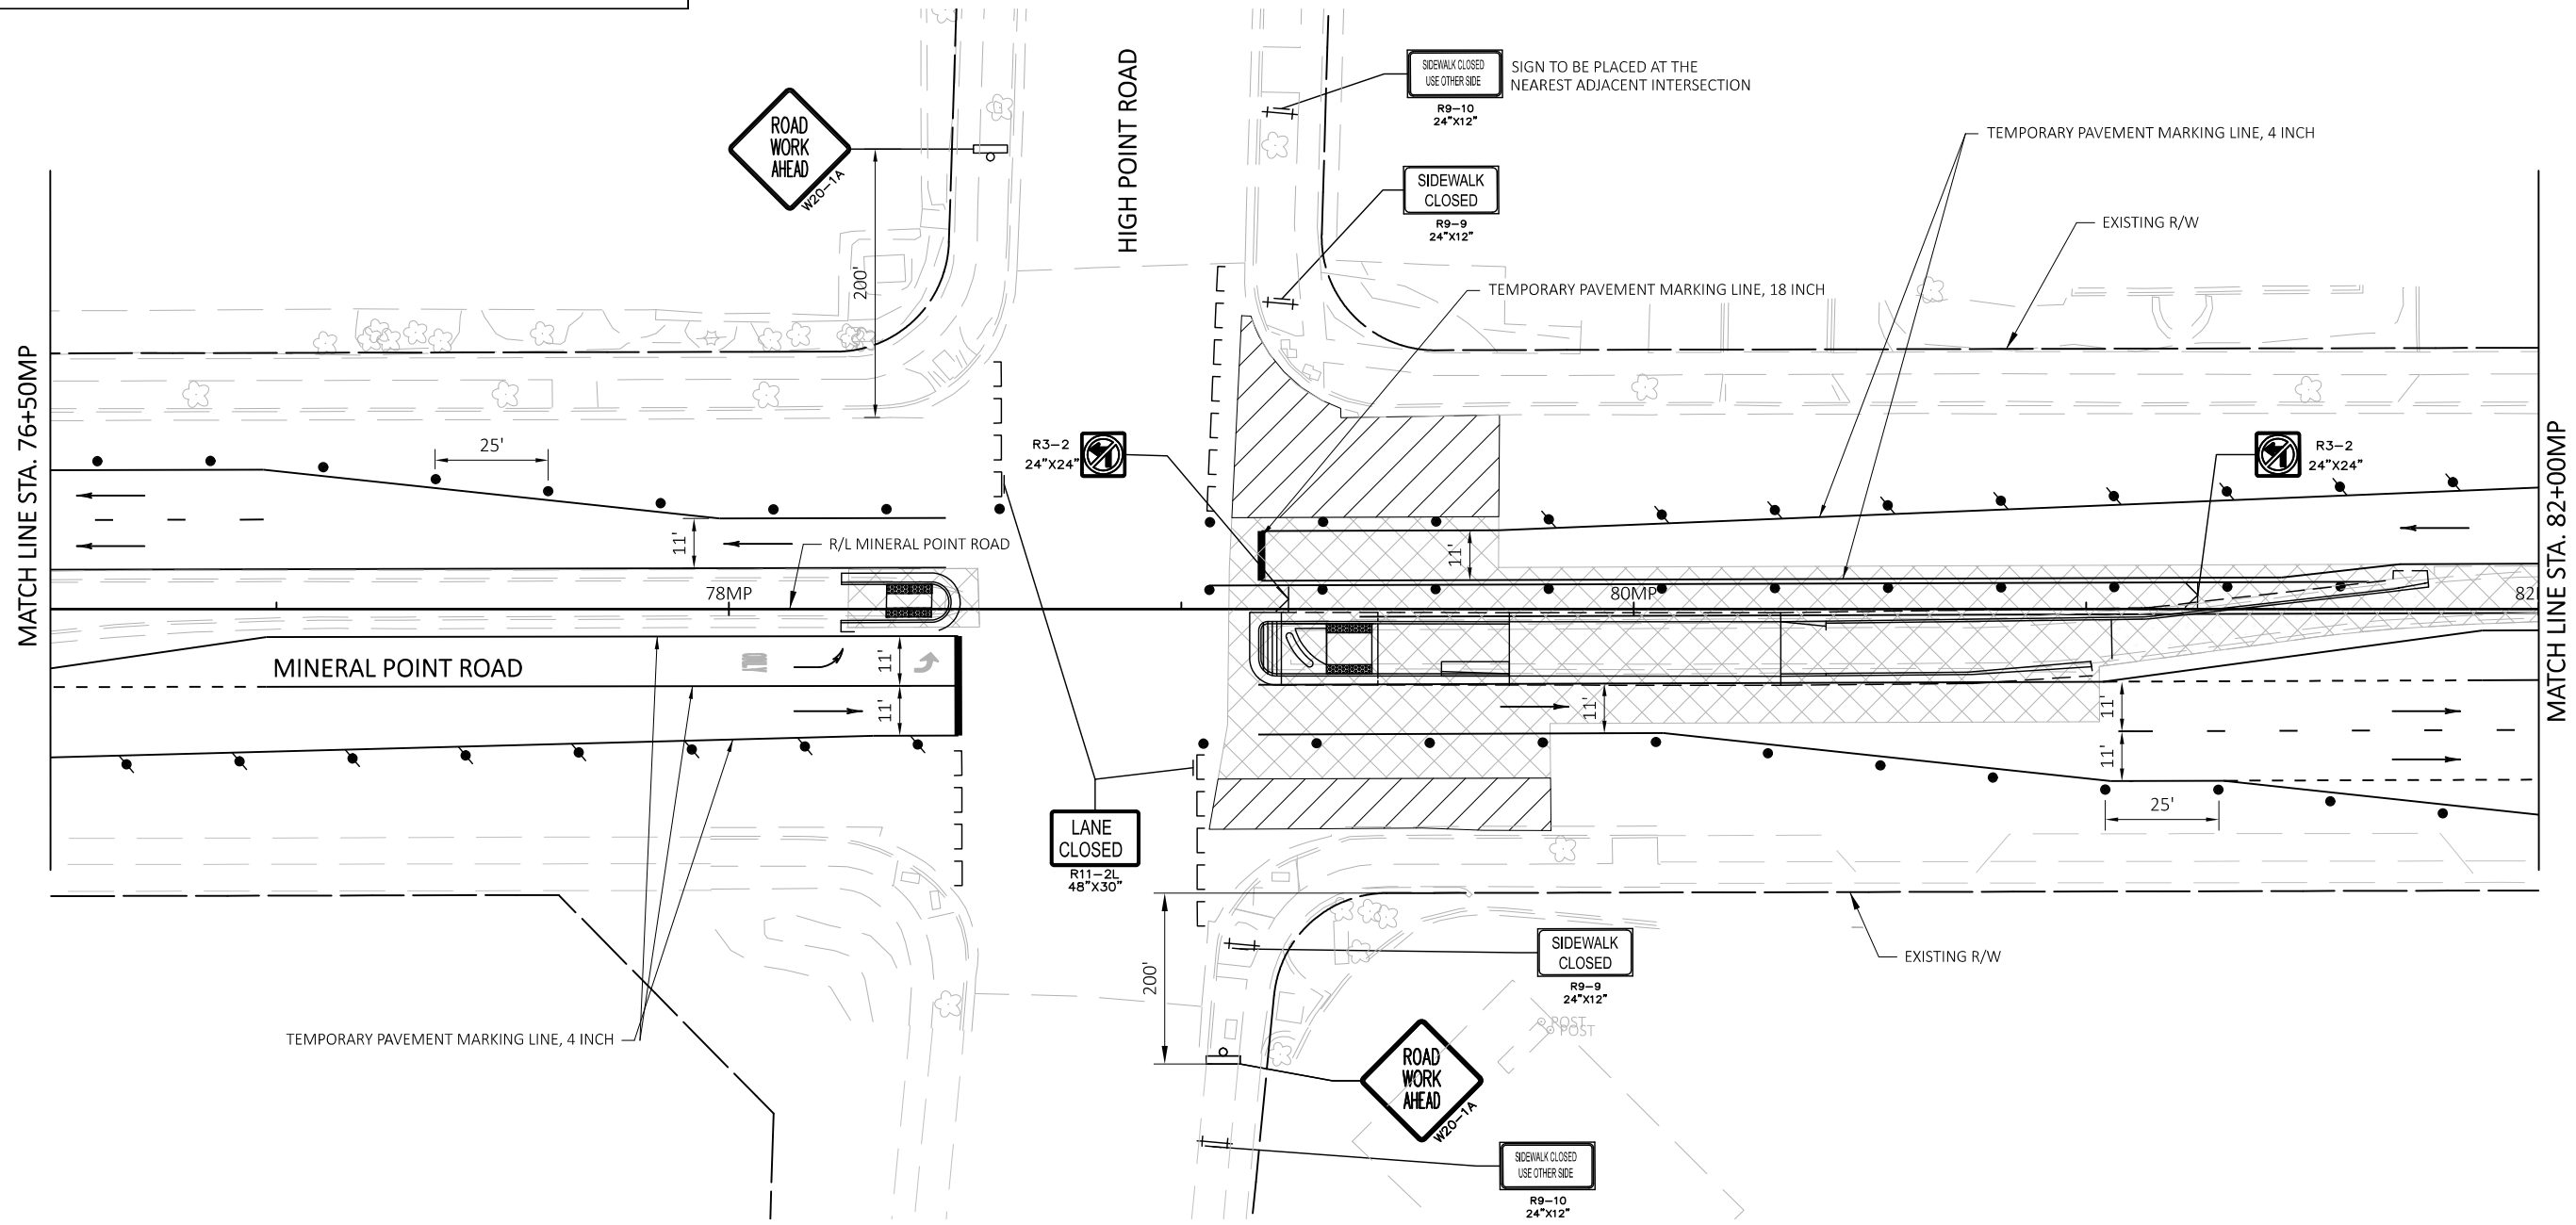 SIDEWALK CLOSED
USE OTHER SIDE
R9-10
24"X12"
SIGN TO BE PLACED AT THE
NEAREST ADJACENT INTERSECTION
HIGH POINT ROAD
ROAD
WORK
AHEAD
W20-1A
TEMPORARY PAVEMENT MARKING LINE, 4 INCH
SIDEWALK
CLOSED
R9-9
24"X12"
EXISTING R/W
200'
TEMPORARY PAVEMENT MARKING LINE, 18 INCH
MATCH LINE STA. 76+50MP
25'
R3-2
24"X24"
R3-2
24"X24"
MATCH LINE STA. 82+00MP
11'
R/L MINERAL POINT ROAD
11'
78MP
80MP
82
MINERAL POINT ROAD
11'
11'
11'
11'
11'
25'
LANE
CLOSED
R11-2L
48"X30"
SIDEWALK
CLOSED
R9-9
24"X12"
EXISTING R/W
200'
POST
POST
TEMPORARY PAVEMENT MARKING LINE, 4 INCH
ROAD
WORK
AHEAD
W20-1A
SIDEWALK CLOSED
USE OTHER SIDE
R9-10
24"X12"